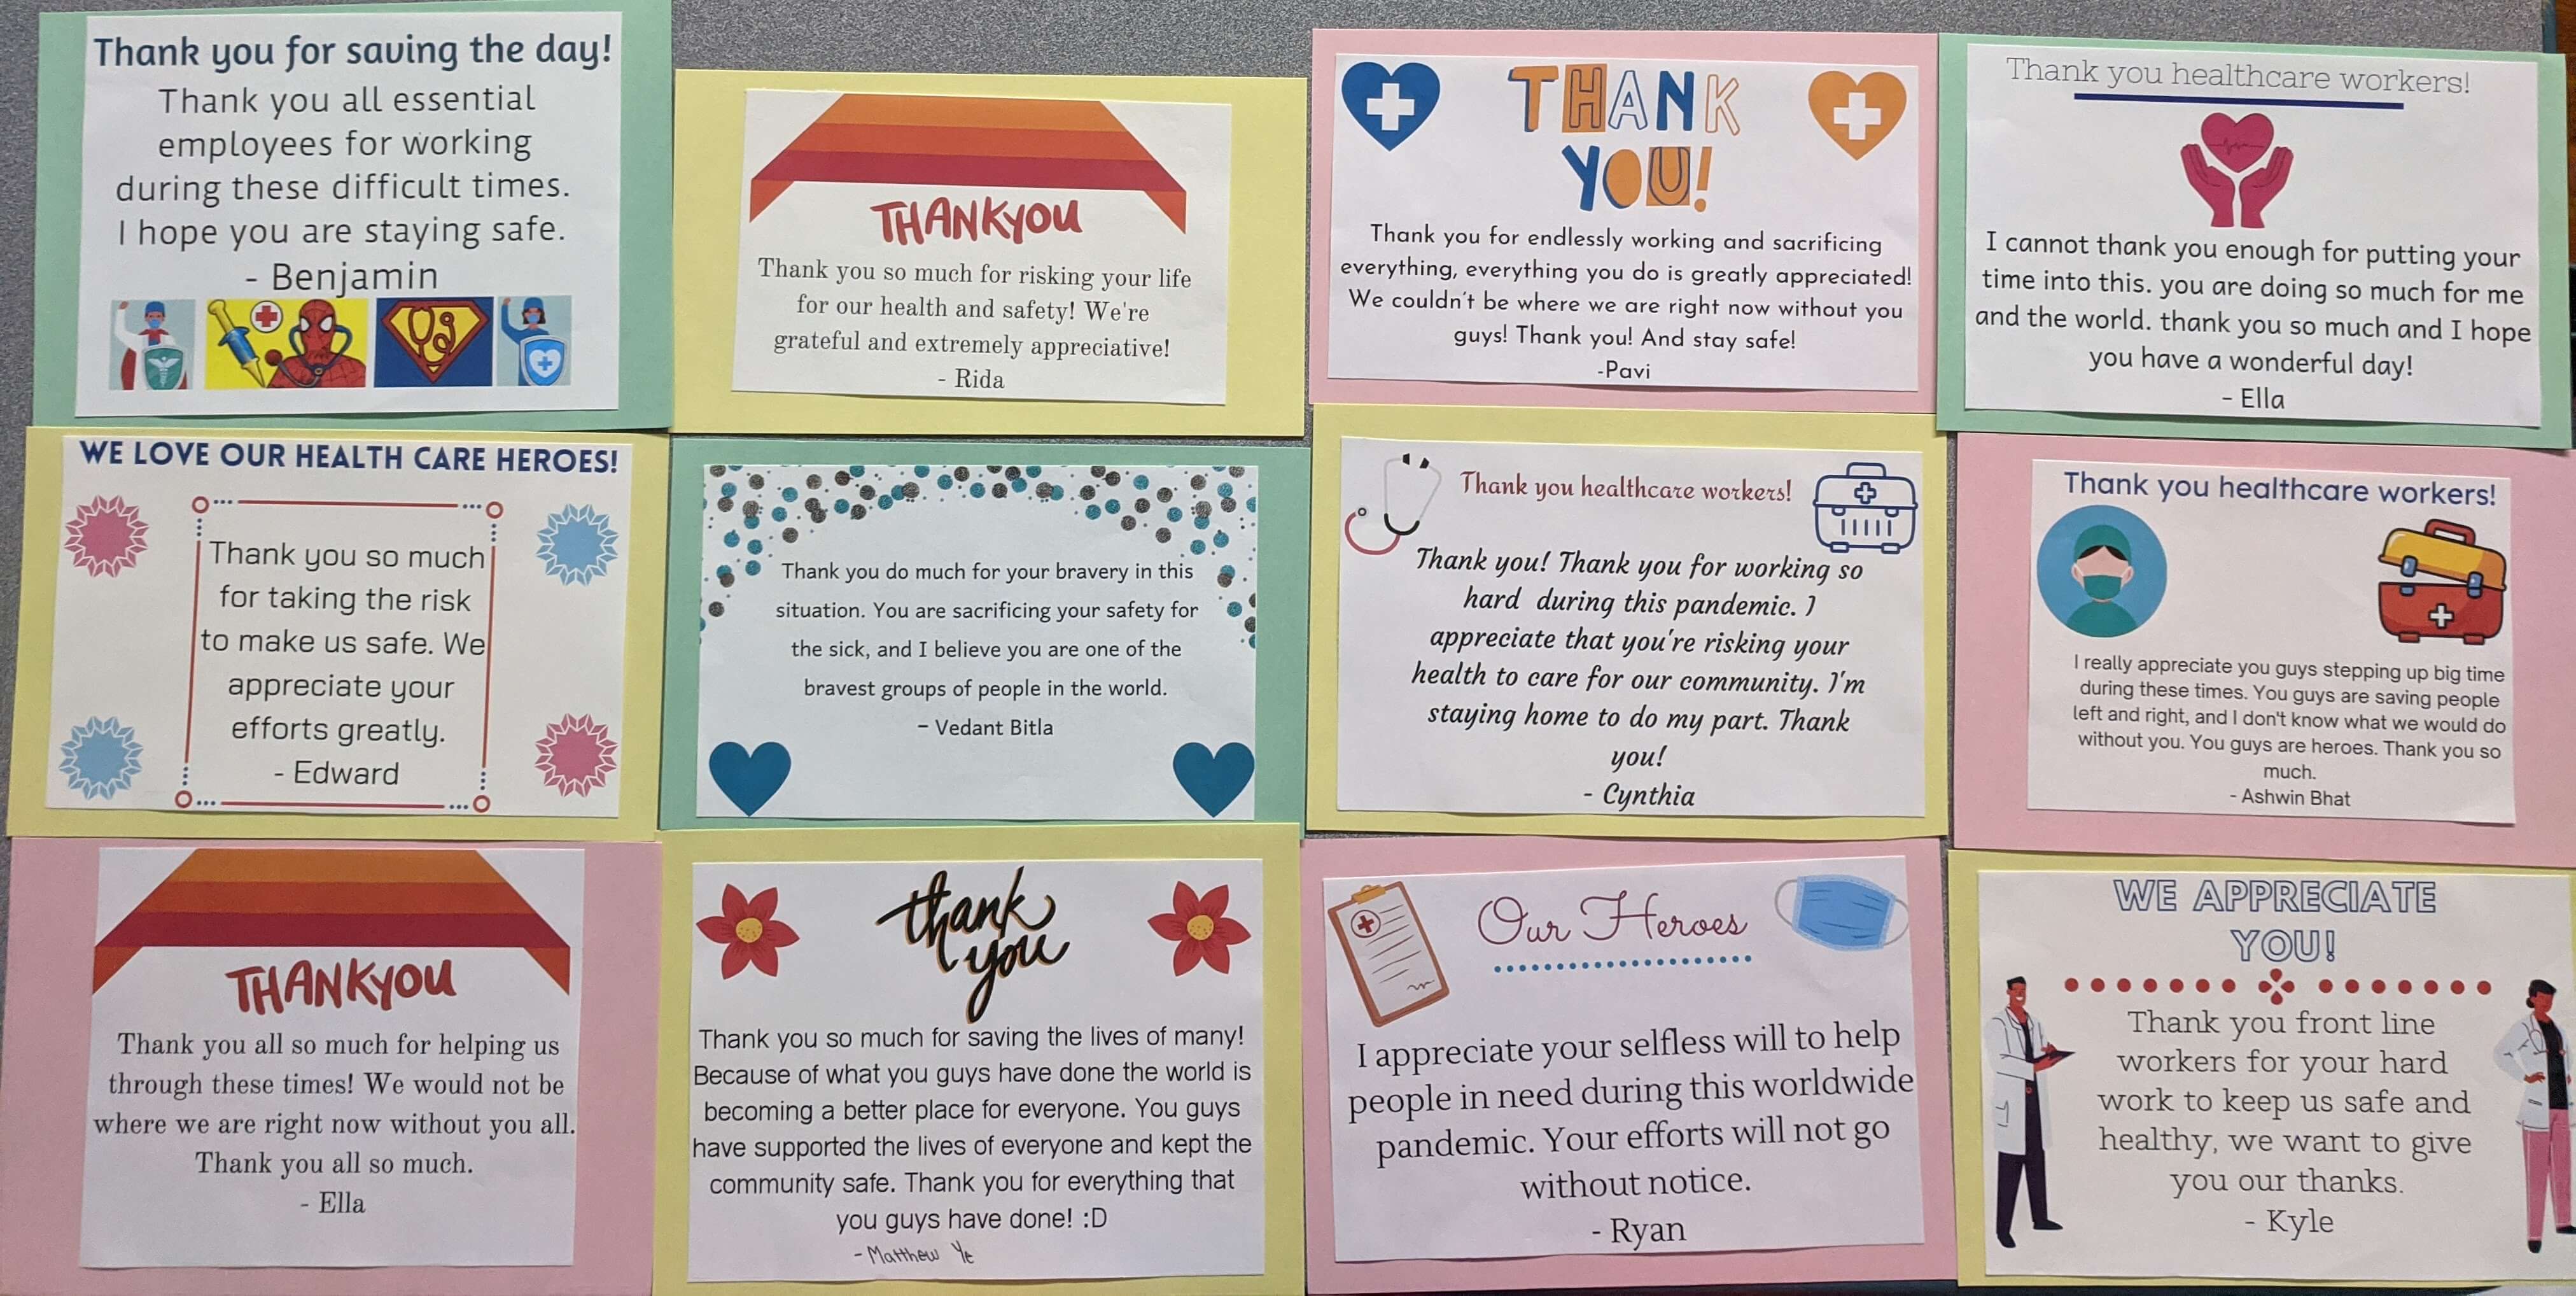 Thank you for saving the day!
Thank you all essential
employees for working
during these difficult times.
I hope you are staying safe.
- Benjamin
THANKYOU
Thank you so much for risking your life
for our health and safety! We're
grateful and extremely appreciative!
- Rida
THANK
YOU!
Thank you for endlessly working and sacrificing
everything, everything you do is greatly appreciated!
We couldn't be where we are right now without you
guys! Thank you! And stay safe!
-Pavi
Thank you healthcare workers!
I cannot thank you enough for putting your
time into this. you are doing so much for me
and the world. thank you so much and I hope
you have a wonderful day!
- Ella
WE LOVE OUR HEALTH CARE HEROES!
Thank you so much
for taking the risk
to make us safe. We
appreciate your
efforts greatly.
- Edward
Thank you do much for your bravery in this
situation. You are sacrificing your safety for
the sick, and I believe you are one of the
bravest groups of people in the world.
- Vedant Bitla
Thank you healthcare workers!
Thank you! Thank you for working so
hard during this pandemic. I
appreciate that you're risking your
health to care for our community. I'm
staying home to do my part. Thank
you!
- Cynthia
Thank you healthcare workers!
I really appreciate you guys stepping up big time
during these times. You guys are saving people
left and right, and I don't know what we would do
without you. You guys are heroes. Thank you so
much.
- Ashwin Bhat
THANKYOU
Thank you all so much for helping us
through these times! We would not be
where we are right now without you all.
Thank you all so much.
- Ella
thank
you
Thank you so much for saving the lives of many!
Because of what you guys have done the world is
becoming a better place for everyone. You guys
have supported the lives of everyone and kept the
community safe. Thank you for everything that
you guys have done! :D
- Matthew Ye
Our Heroes
I appreciate your selfless will to help
people in need during this worldwide
pandemic. Your efforts will not go
without notice.
- Ryan
WE APPRECIATE
YOU!
Thank you front line
workers for your hard
work to keep us safe and
healthy, we want to give
you our thanks.
- Kyle